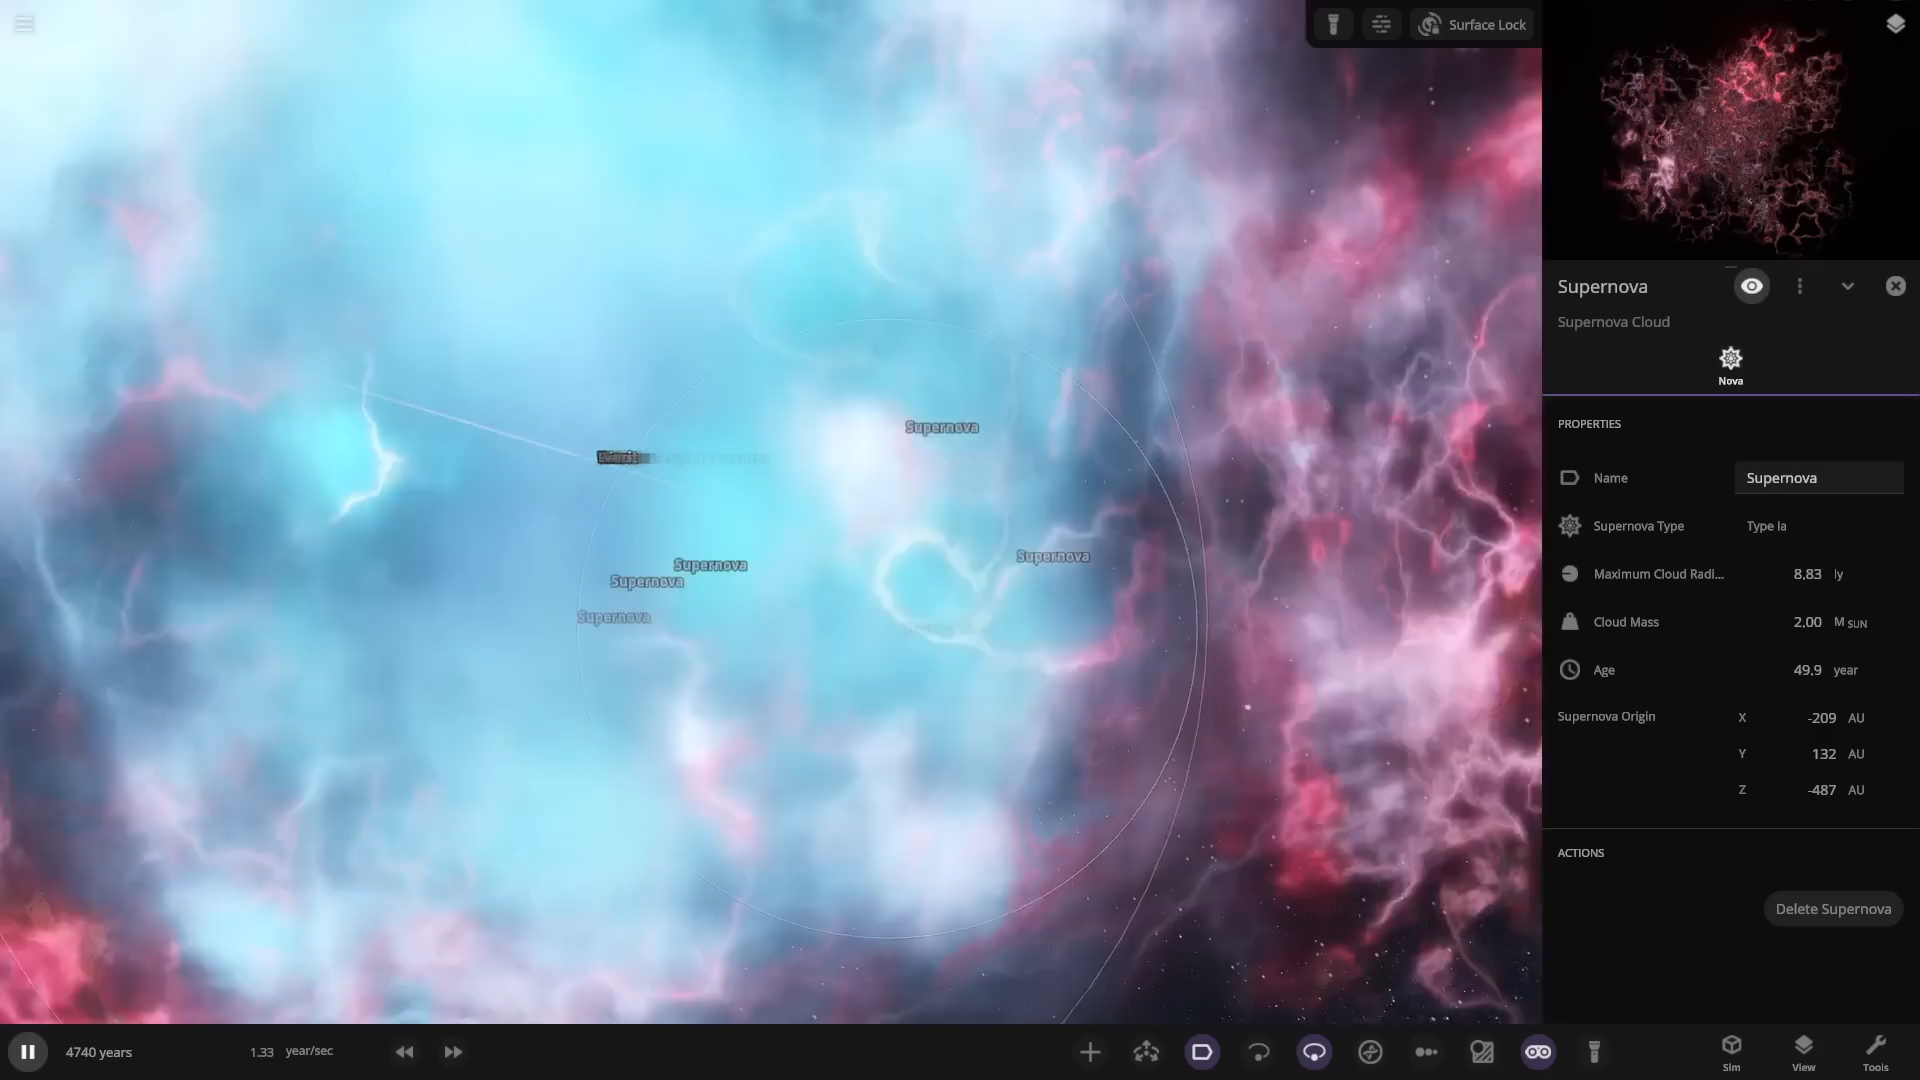 Surface Lock
Supernova
Supernova Cloud
Nova
PROPERTIES
Name Supernova
Supernova Type Type Ia
Maximum Cloud Radi... 8.83 ly
Cloud Mass 2.00 M SUN
Age 49.9 year
Supernova Origin X -209 AU
Y 132 AU
Z -487 AU
ACTIONS
Delete Supernova
Supernova
Supernova
Supernova
Supernova
Supernova
4740 years 1.33 year/sec
Sim View Tools